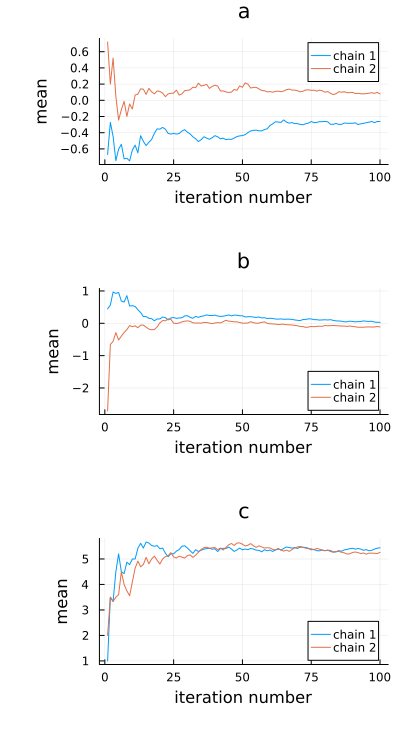 a
0.6
0.4
0.2
0.0
−0.2
−0.4
−0.6
mean
chain 1
chain 2
0
25
50
75
100
iteration number
b
1
0
−1
−2
mean
chain 1
chain 2
0
25
50
75
100
iteration number
c
5
4
3
2
1
mean
chain 1
chain 2
0
25
50
75
100
iteration number